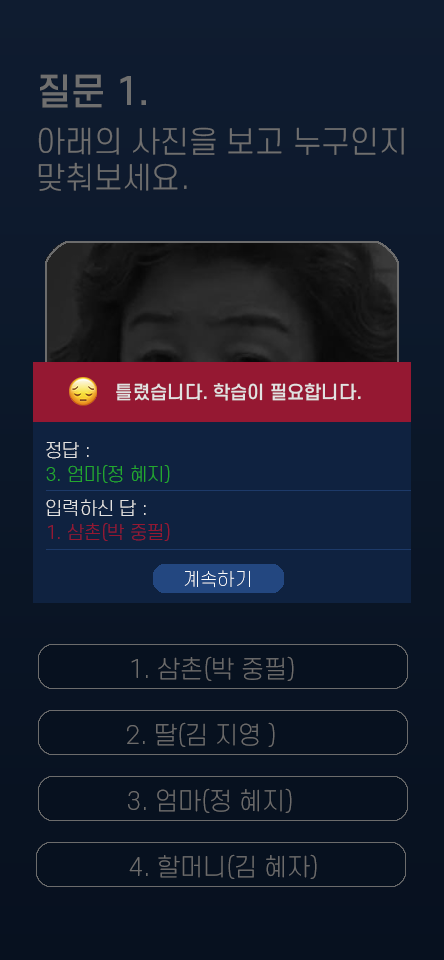 질문 1.
아래의 사진을 보고 누구인지
맞춰보세요.
틀렸습니다. 학습이 필요합니다.
정답 :
3. 엄마(정 혜지)
입력하신 답 :
1. 삼촌(박 중필)
계속하기
1. 삼촌(박 중필)
2. 딸(김 지영 )
3. 엄마(정 혜지)
4. 할머니(김 혜자)